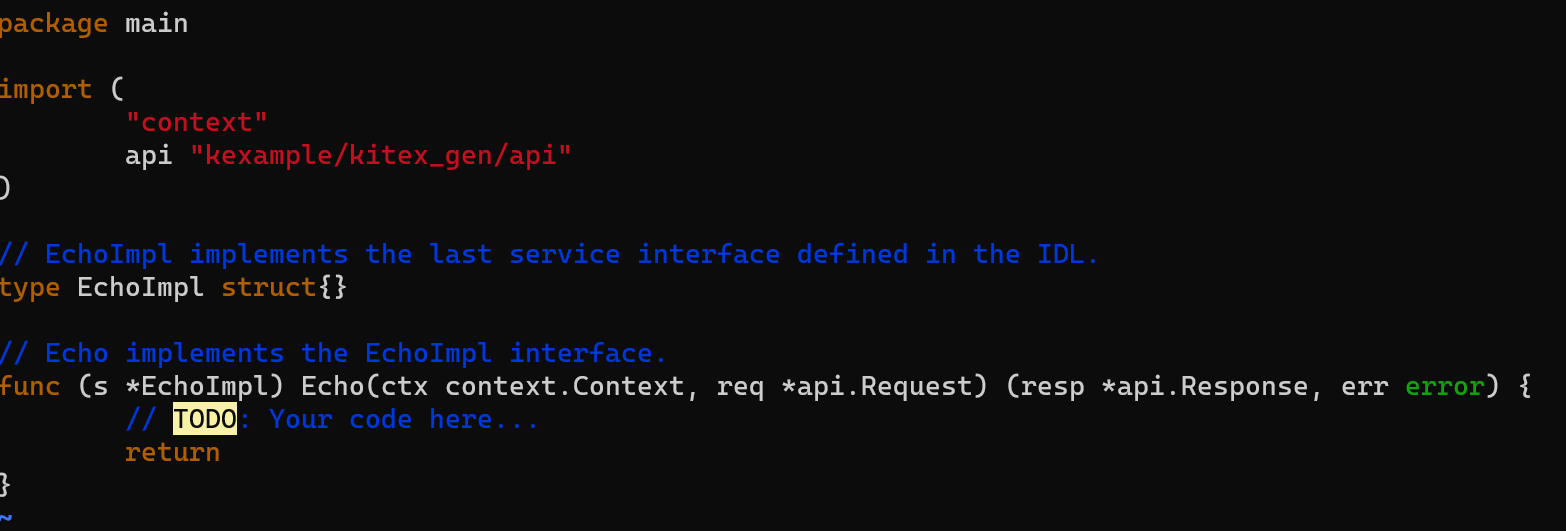 package main
import (
"context"
api "kexample/kitex_gen/api"
)
// EchoImpl implements the last service interface defined in the IDL.
type EchoImpl struct{}
// Echo implements the EchoImpl interface.
func (s *EchoImpl) Echo(ctx context.Context, req *api.Request) (resp *api.Response, err error) {
// TODO: Your code here...
return
}
~